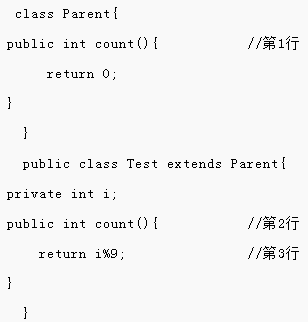 class Parent{
public int count(){ //第1行
return 0;
}
}
public class Test extends Parent{
private int i;
public int count(){ //第2行
return i%9; //第3行
}
}